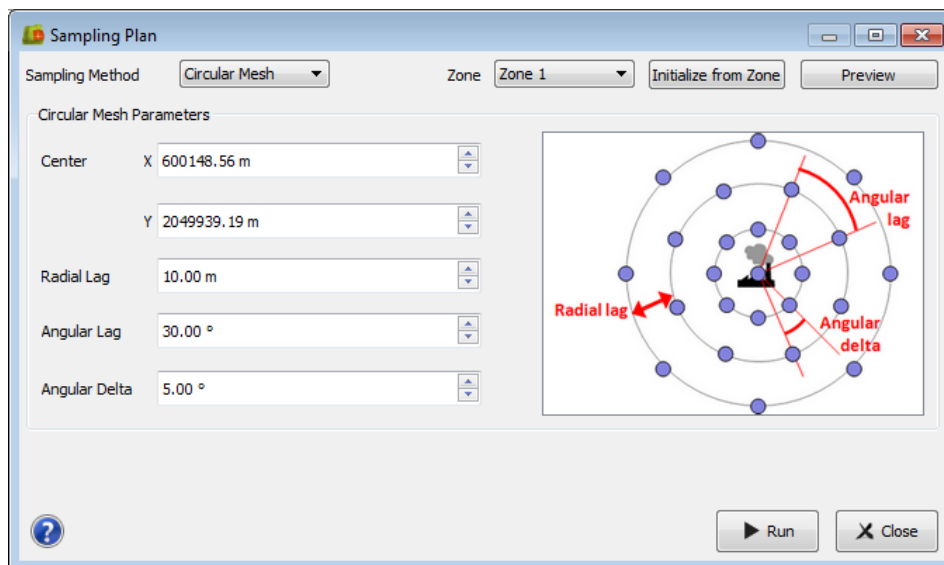 Sampling Plan
Sampling Method Circular Mesh Zone Zone 1 Initialize from Zone Preview
Circular Mesh Parameters
Center X 600148.56 m
Y 2049939.19 m
Radial Lag 10.00 m
Angular Lag 30.00 °
Angular Delta 5.00 °
Angular
lag
Radial lag
Angular
delta
? Run Close